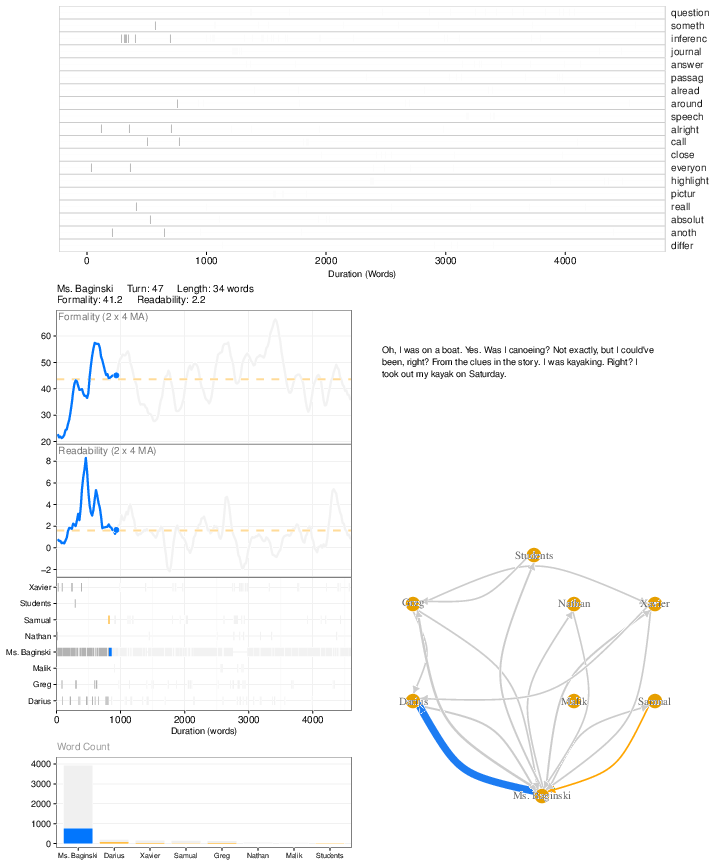 question
someth
inferenc
journal
answer
passag
alread
around
speech
alright
call
close
everyon
highlight
pictur
reall
absolut
anoth
differ
0 1000 2000 3000 4000
Duration (Words)
Ms. Baginski Turn: 47 Length: 34 words
Formality: 41.2 Readability: 2.2
Formality (2 x 4 MA)
60
50
40
30
20
Oh, I was on a boat. Yes. Was I canoeing? Not exactly, but I could've
been, right? From the clues in the story. I was kayaking. Right? I
took out my kayak on Saturday.
Readability (2 x 4 MA)
8
6
4
2
0
−2
Xavier
Students
Samual
Nathan
Ms. Baginski
Malik
Greg
Darius
0 1000 2000 3000 4000
Duration (words)
Students
Greg Nathan Xavier
Darius Malik Samual
Ms. Baginski
Word Count
4000
3000
2000
1000
0
Ms. Baginski Darius Xavier Samual Greg Nathan Malik Students